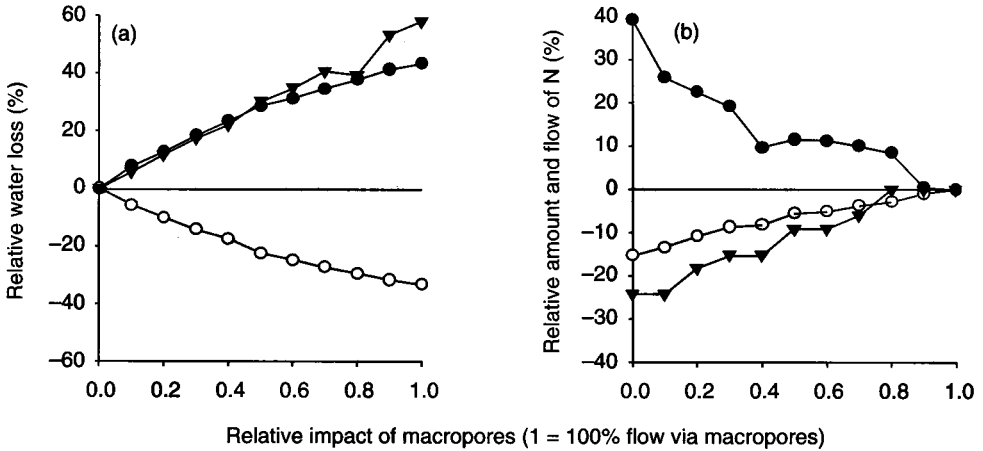 (a)
Relative water loss (%)
60
40
20
0
−20
−40
−60
0.0 0.2 0.4 0.6 0.8 1.0
(b)
Relative amount and flow of N (%)
40
30
20
10
0
−10
−20
−30
−40
0.0 0.2 0.4 0.6 0.8 1.0
Relative impact of macropores (1 = 100% flow via macropores)